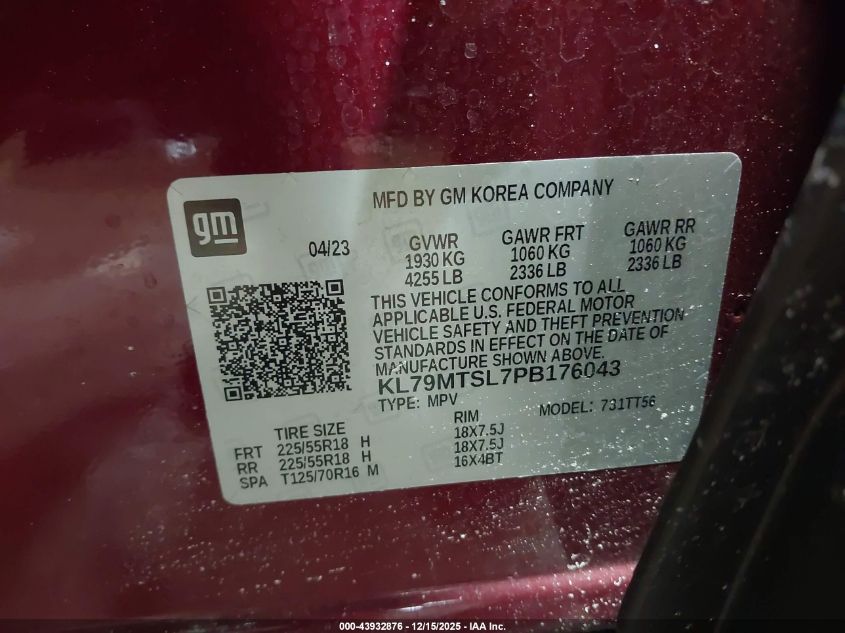 gm
MFD BY GM KOREA COMPANY
04/23 GVWR GAWR FRT GAWR RR
1930 KG 1060 KG 1060 KG
4255 LB 2336 LB 2336 LB
THIS VEHICLE CONFORMS TO ALL
APPLICABLE U.S. FEDERAL MOTOR
VEHICLE SAFETY AND THEFT PREVENTION
STANDARDS IN EFFECT ON THE DATE OF
MANUFACTURE SHOWN ABOVE.
KL79MTSL7PB176043
TYPE: MPV MODEL: 731TT56
TIRE SIZE RIM
FRT 225/55R18 H 18X7.5J
RR 225/55R18 H 18X7.5J
SPA T125/70R16 M 16X4BT
000-43932876 - 12/15/2025 - IAA Inc.